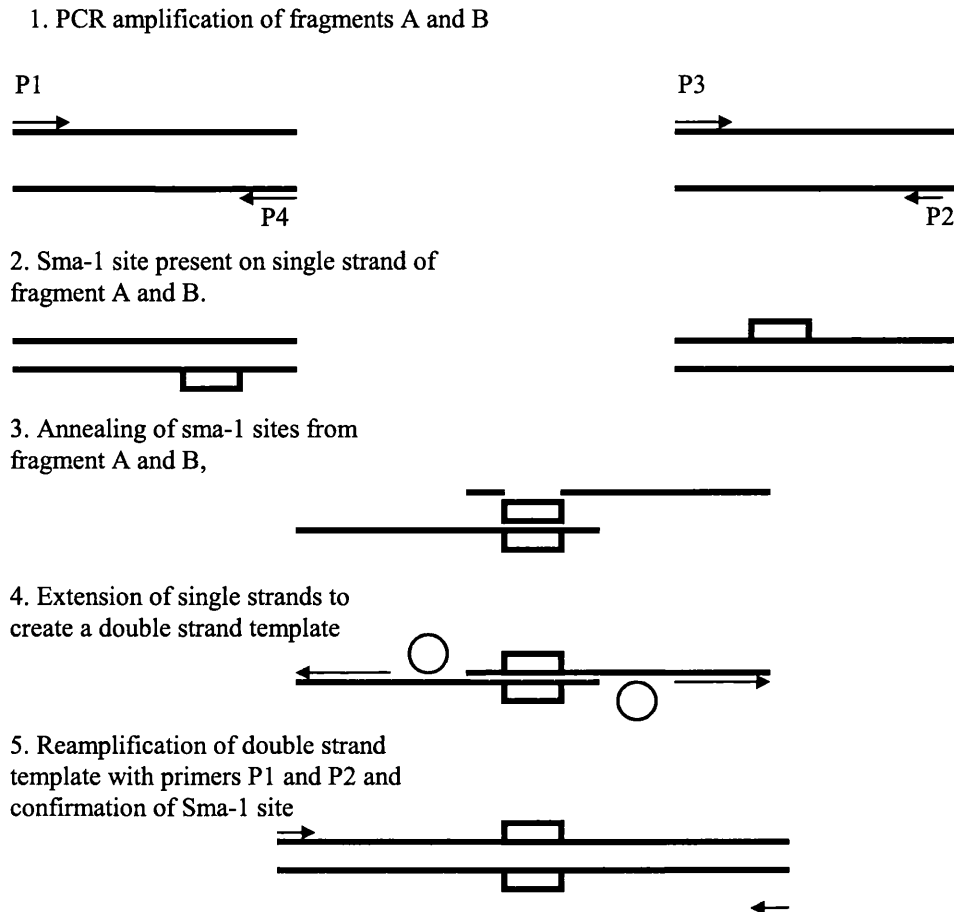 1. PCR amplification of fragments A and B
P1
P3
P4
P2
2. Sma-1 site present on single strand of
fragment A and B.
3. Annealing of sma-1 sites from
fragment A and B,
4. Extension of single strands to
create a double strand template
5. Reamplification of double strand
template with primers P1 and P2 and
confirmation of Sma-1 site